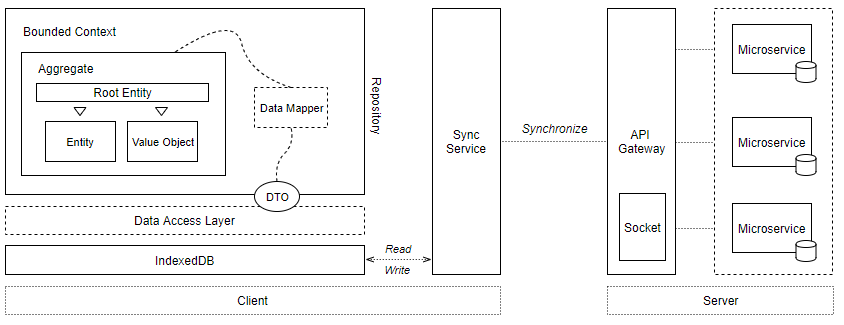 Bounded Context
Aggregate
Root Entity
Entity
Value Object
Data Mapper
Repository
DTO
Data Access Layer
IndexedDB
Read
Write
Sync
Service
Synchronize
API
Gateway
Socket
Microservice
Microservice
Microservice
Client
Server